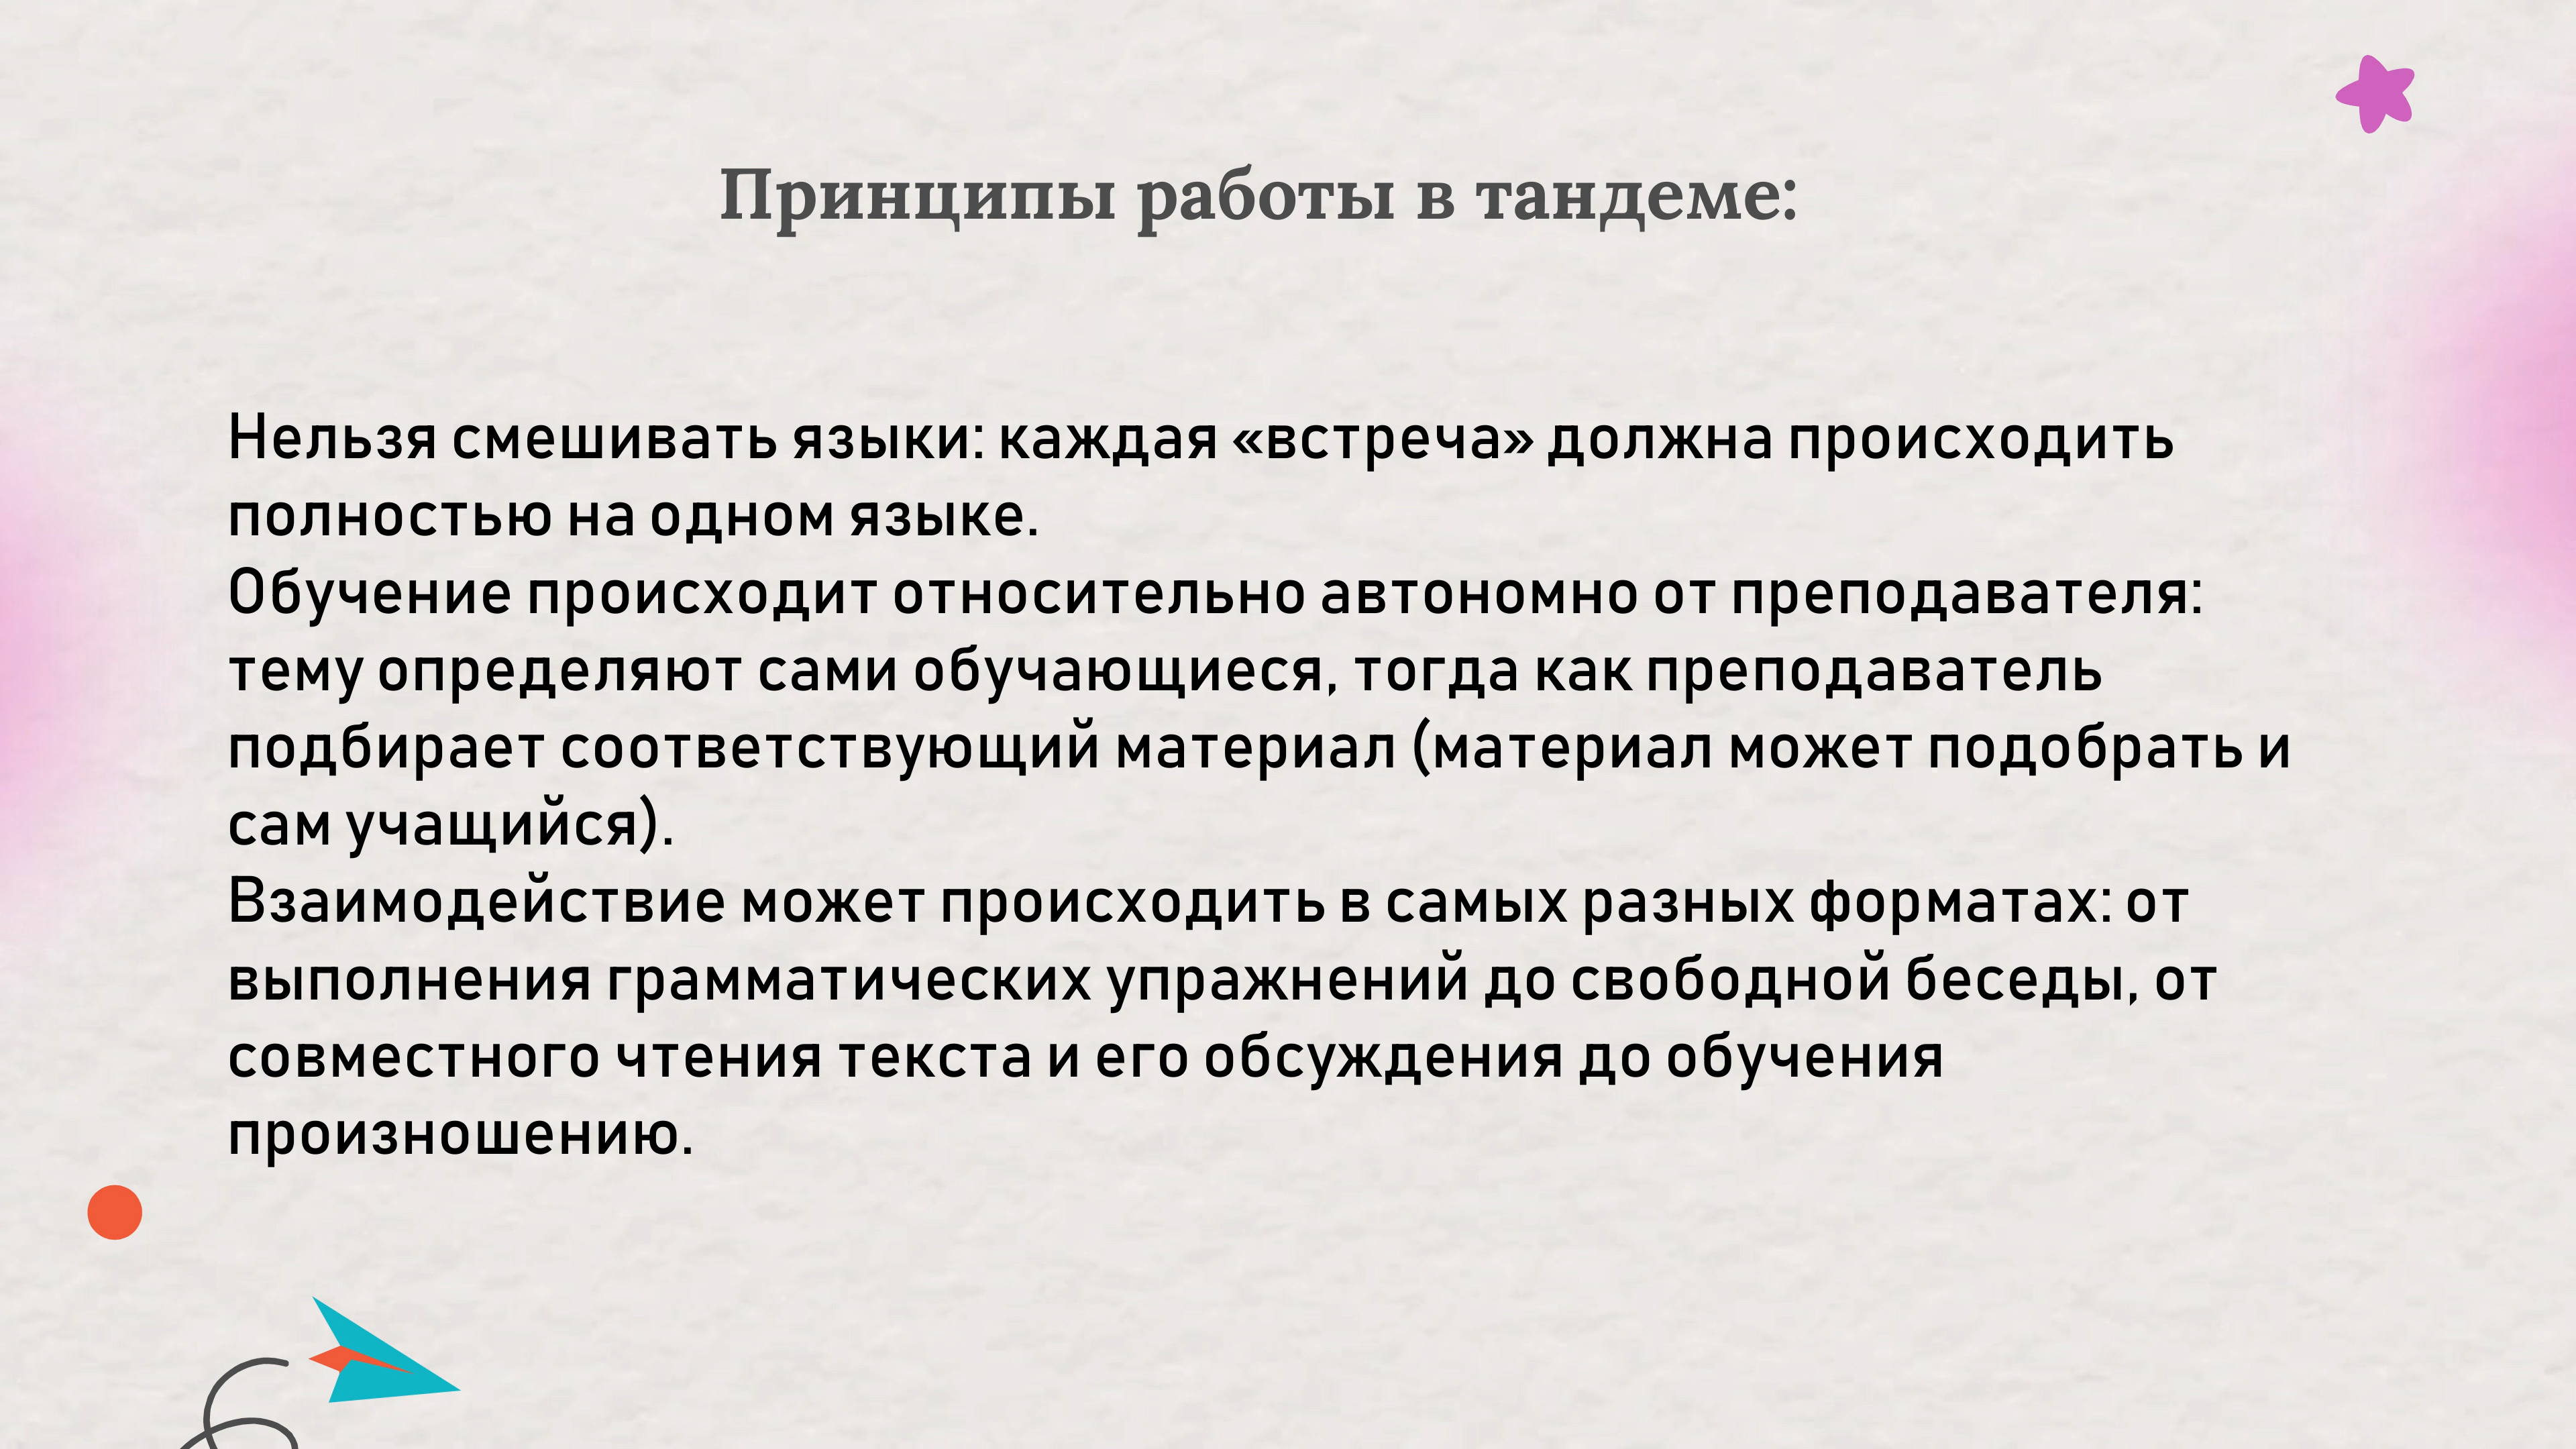 Принципы работы в тандеме:
Нельзя смешивать языки: каждая «встреча» должна происходить
полностью на одном языке.
Обучение происходит относительно автономно от преподавателя:
тему определяют сами обучающиеся, тогда как преподаватель
подбирает соответствующий материал (материал может подобрать и
сам учащийся).
Взаимодействие может происходить в самых разных форматах: от
выполнения грамматических упражнений до свободной беседы, от
совместного чтения текста и его обсуждения до обучения
произношению.